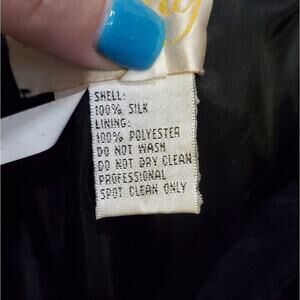 SHELL:
100% SILK
LINING:
100% POLYESTER
DO NOT WASH
DO NOT DRY CLEAN
PROFESSIONAL
SPOT CLEAN ONLY